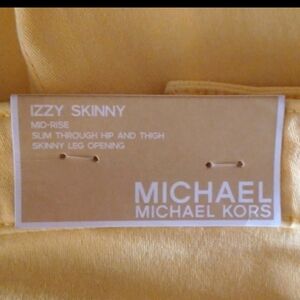 IZZY SKINNY
MID-RISE
SLIM THROUGH HIP AND THIGH
SKINNY LEG OPENING
MICHAEL
MICHAEL KORS